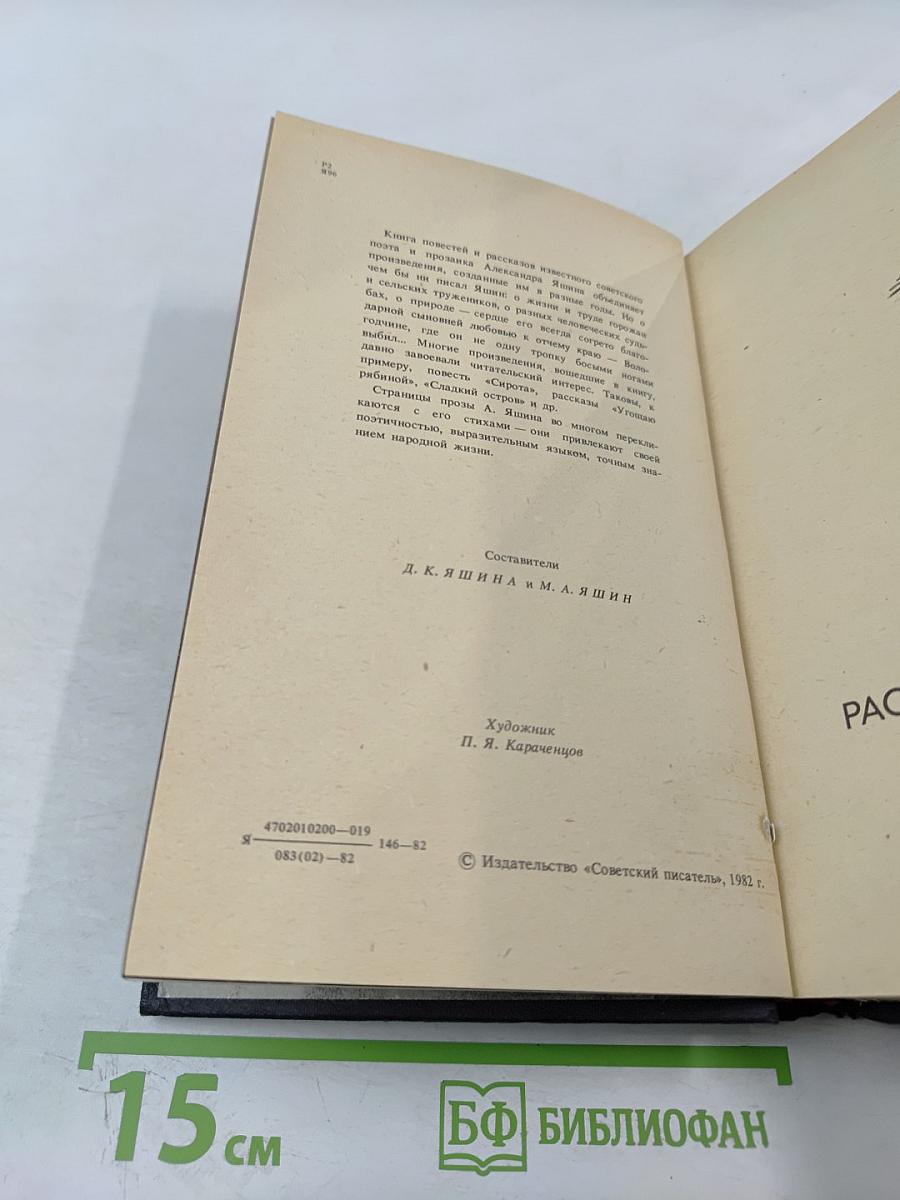 Р2
Я96
Книга повестей и рассказов известного советского
поэта и прозаика Александра Яшина объединяет
произведения, созданные им в разные годы. Но о
чем бы ни писал Яшин: о жизни и труде горожан
и сельских тружеников, о разных человеческих судь-
бах, о природе — сердце его всегда согрето благо-
дарной сыновней любовью к отчему краю — Воло-
годчине, где он не одну тропку босыми ногами
выбил... Многие произведения, вошедшие в книгу,
давно завоевали читательский интерес. Таковы, к
примеру, повесть «Сирота», рассказы «Угощаю
рябиной», «Сладкий остров» и др.
Страницы прозы А. Яшина во многом перекли-
каются с его стихами — они привлекают своей
поэтичностью, выразительным языком, точным зна-
нием народной жизни.
Составители
Д. К. ЯШИНА и М. А. ЯШИН
Художник
П. Я. Караченцов
Я 4702010200—019
083(02)—82
146—82
© Издательство «Советский писатель», 1982 г.
РАС
15 см
БФ БИБЛИОФАН